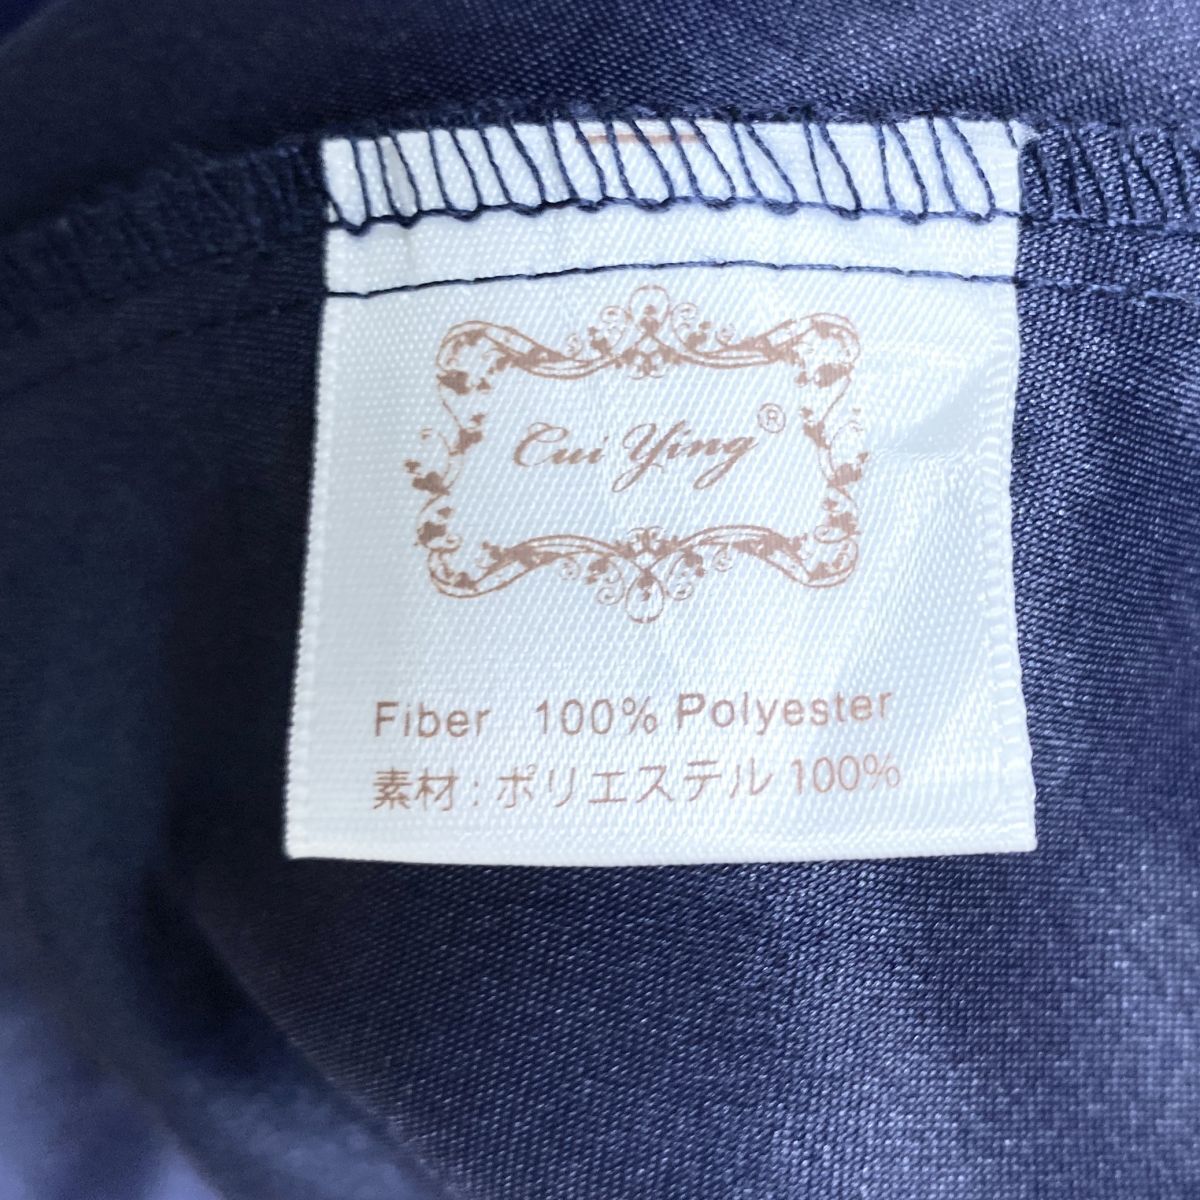 Cui Ying®
Fiber 100% Polyester
素材：ポリエステル 100%